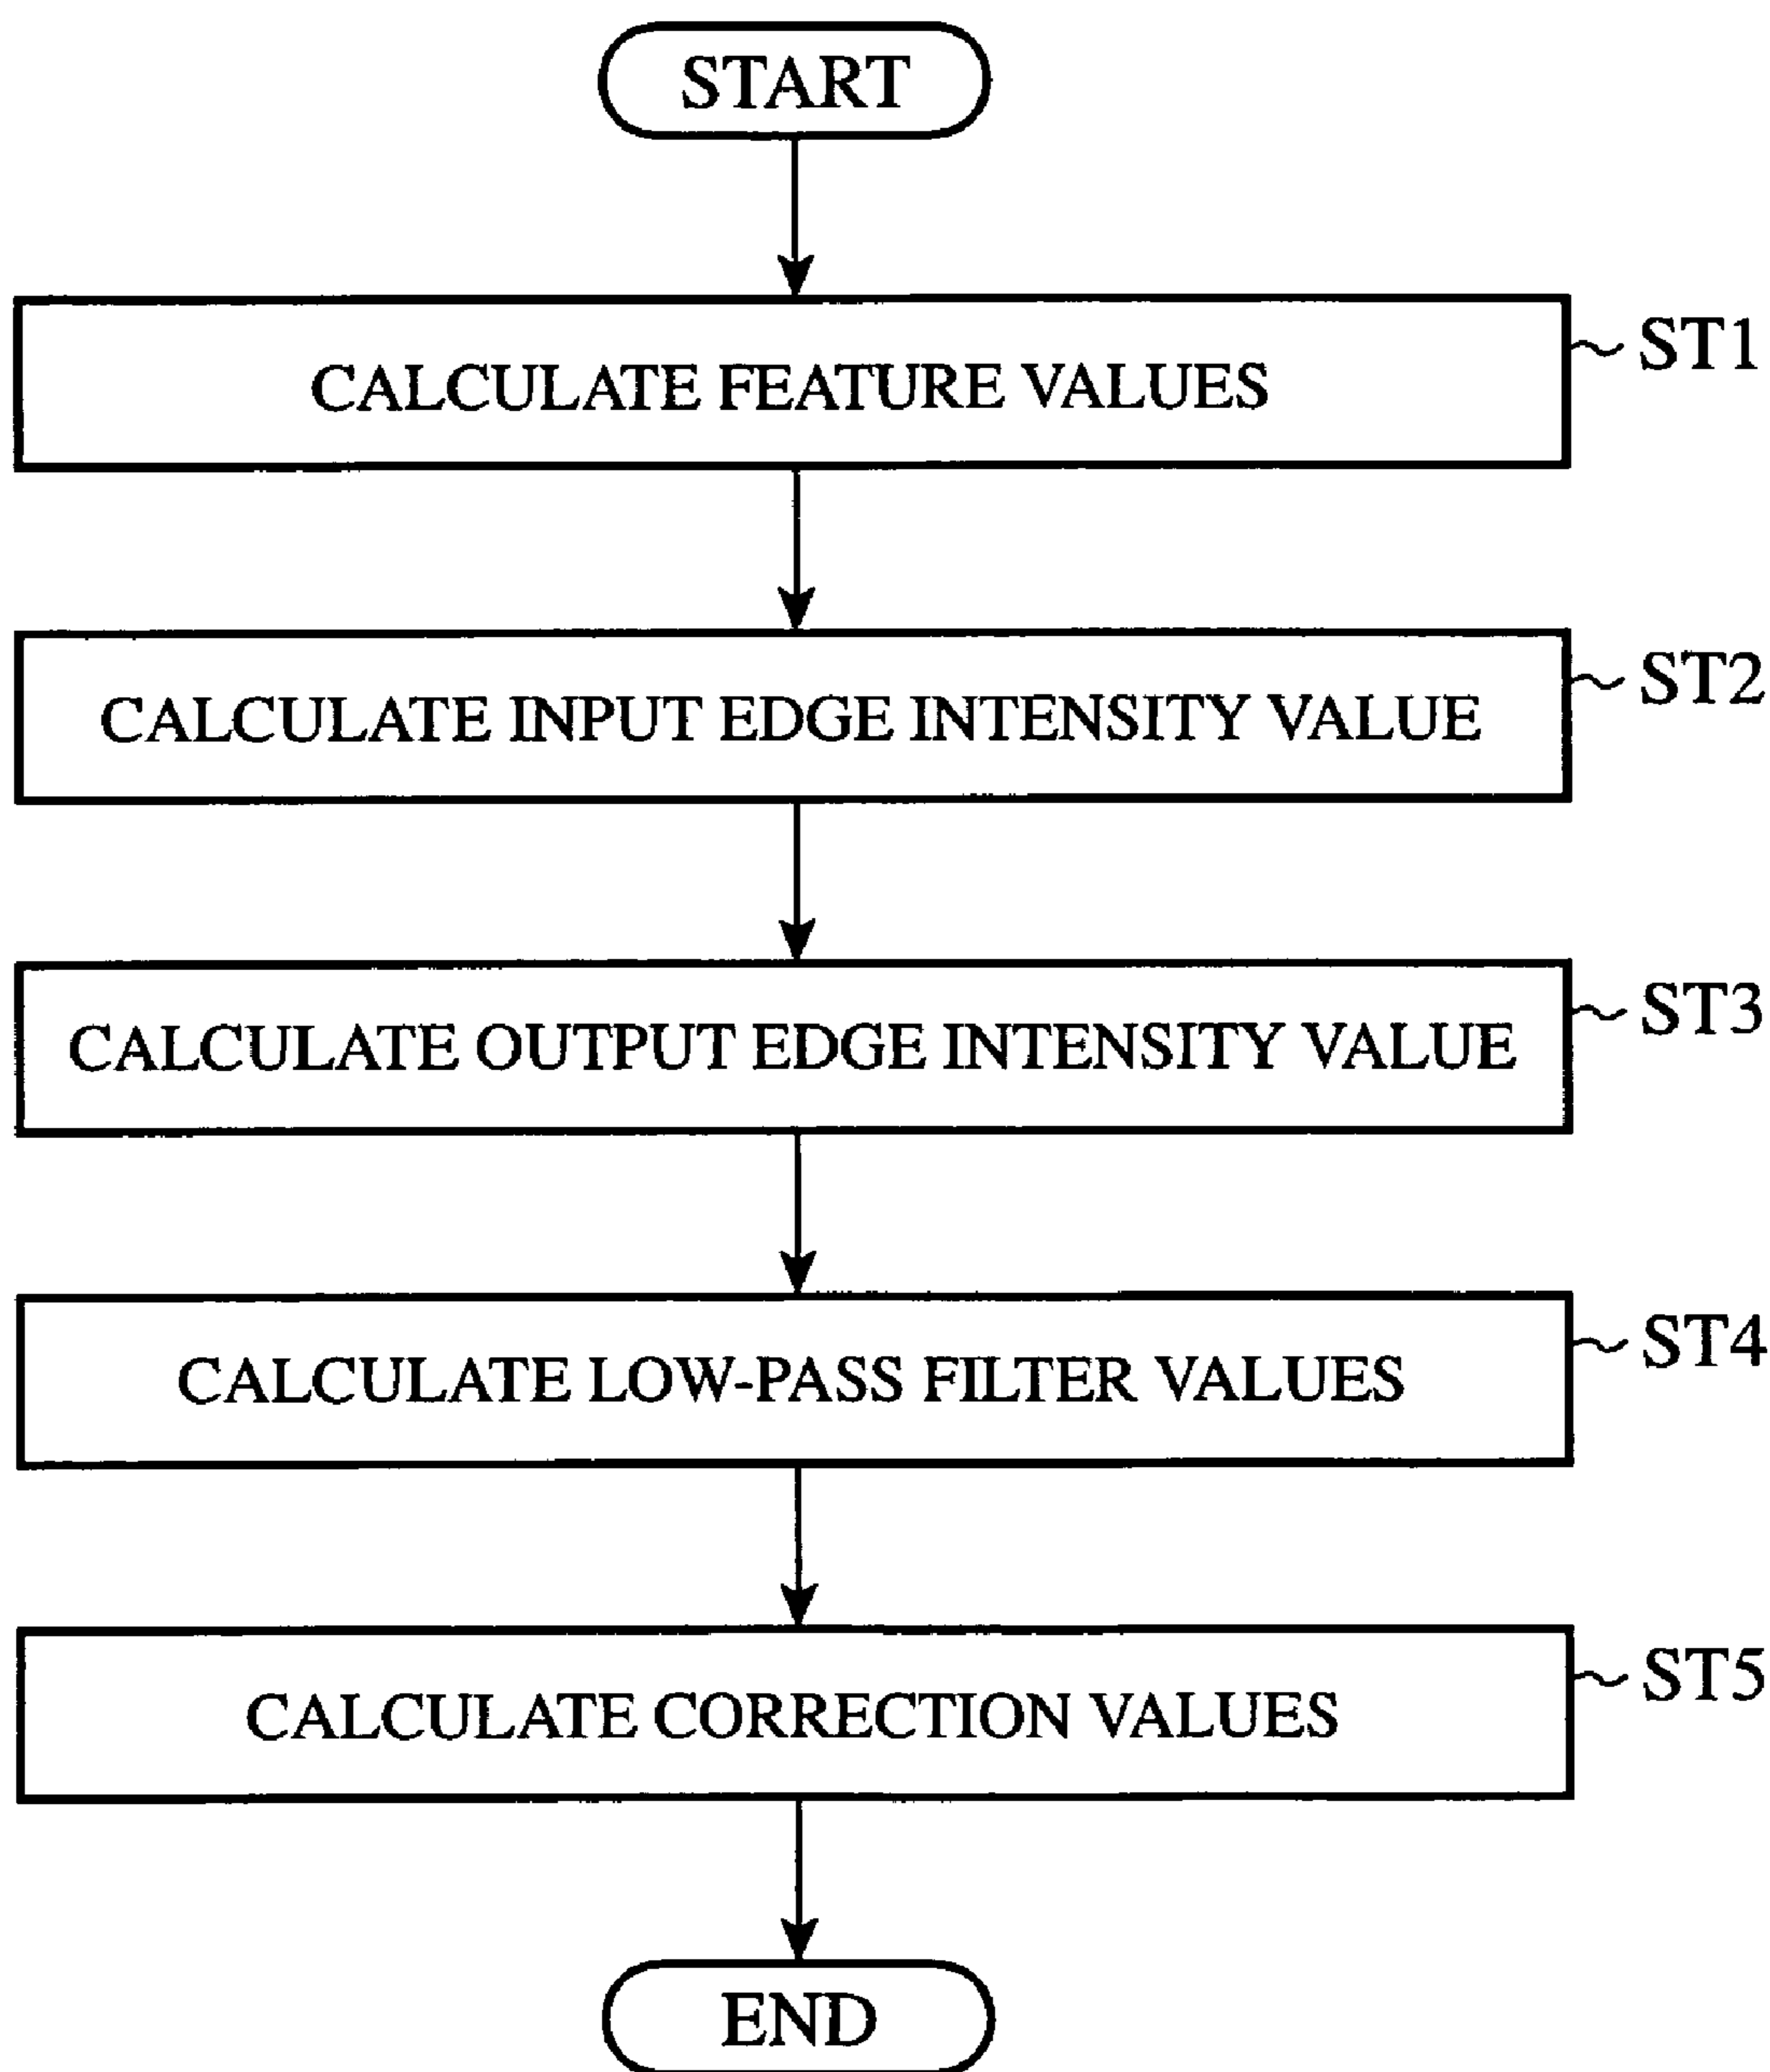 START
CALCULATE FEATURE VALUES
ST1
CALCULATE INPUT EDGE INTENSITY VALUE
ST2
CALCULATE OUTPUT EDGE INTENSITY VALUE
ST3
CALCULATE LOW-PASS FILTER VALUES
ST4
CALCULATE CORRECTION VALUES
ST5
END